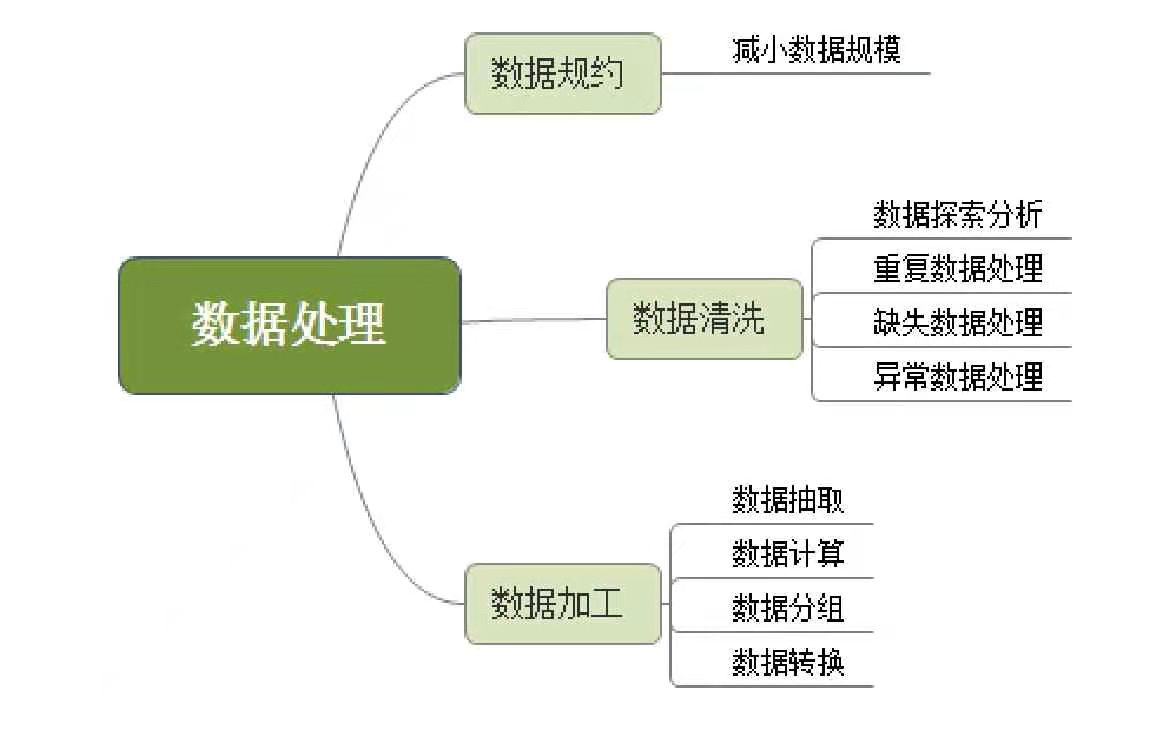 数据处理
数据规约
减小数据规模
数据清洗
数据探索分析
重复数据处理
缺失数据处理
异常数据处理
数据加工
数据抽取
数据计算
数据分组
数据转换